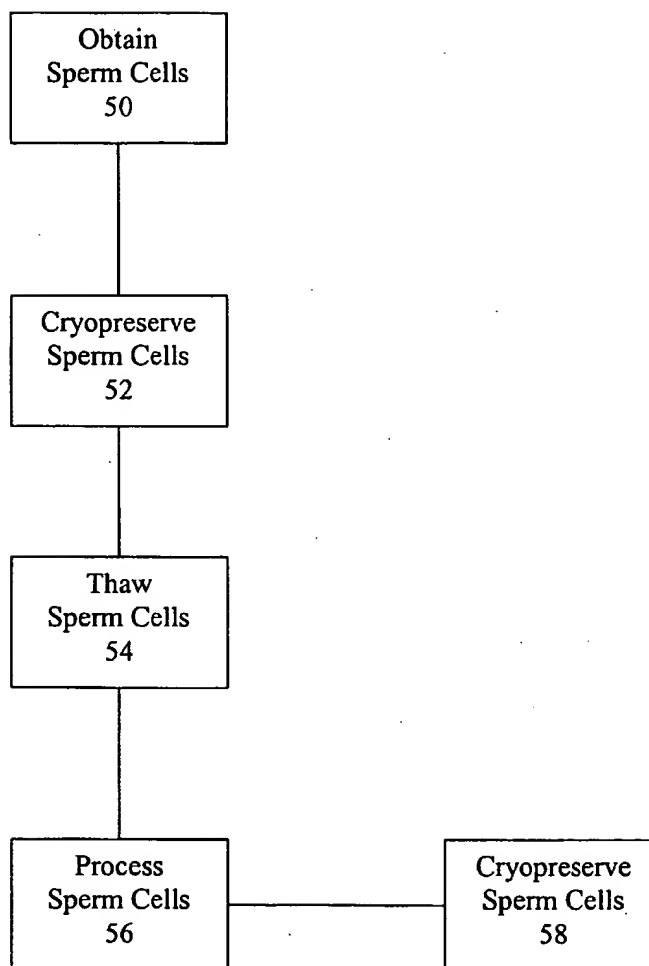 Obtain
Sperm Cells
50
Cryopreserve
Sperm Cells
52
Thaw
Sperm Cells
54
Process
Sperm Cells
56
Cryopreserve
Sperm Cells
58